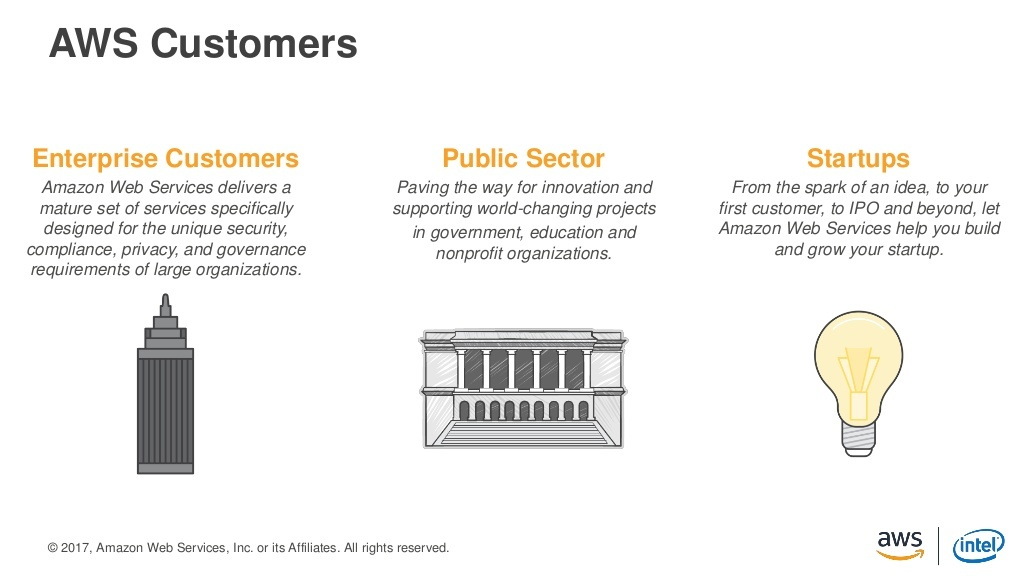 AWS Customers
Enterprise Customers
Amazon Web Services delivers a
mature set of services specifically
designed for the unique security,
compliance, privacy, and governance
requirements of large organizations.
Public Sector
Paving the way for innovation and
supporting world-changing projects
in government, education and
nonprofit organizations.
Startups
From the spark of an idea, to your
first customer, to IPO and beyond, let
Amazon Web Services help you build
and grow your startup.
© 2017, Amazon Web Services, Inc. or its Affiliates. All rights reserved.
aws
intel